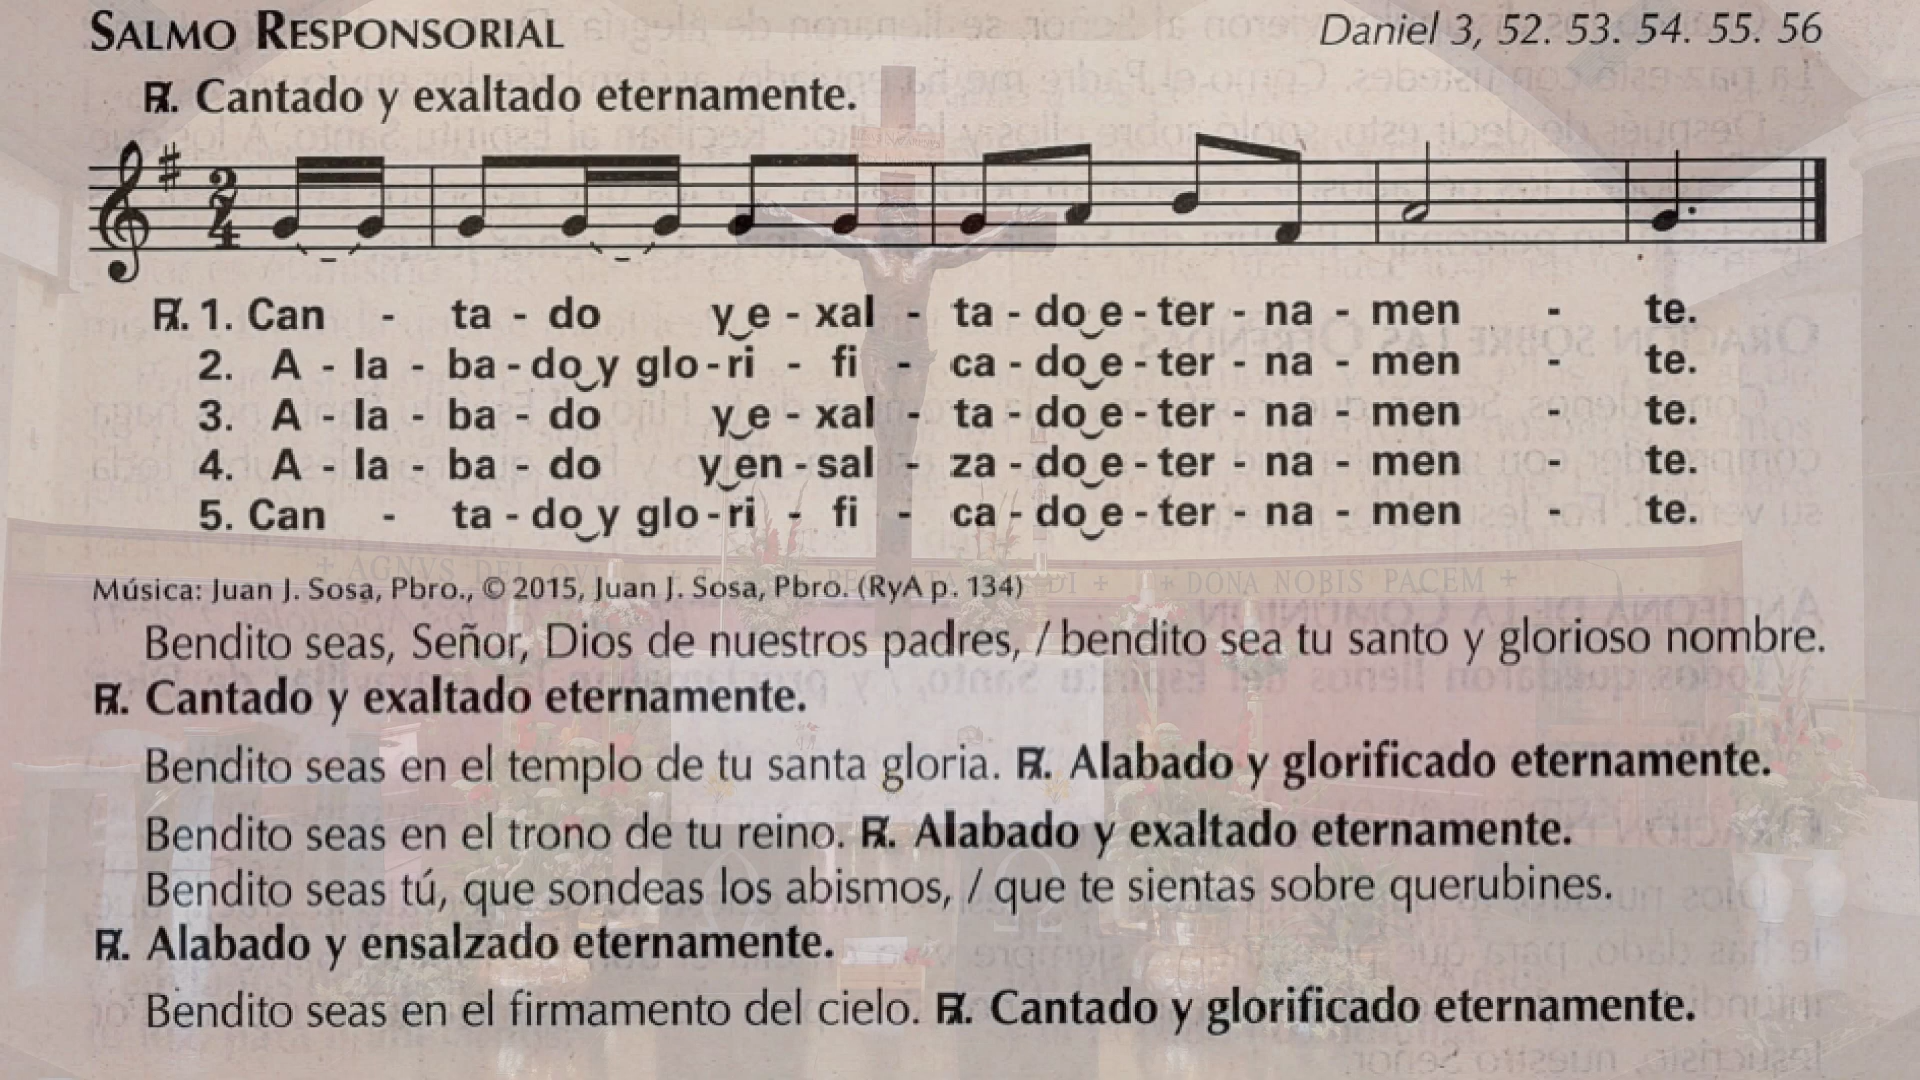 SALMO RESPONSORIAL Daniel 3, 52. 53. 54. 55. 56
℟. Cantado y exaltado eternamente.
2
4
℟. 1. Can - ta - do y‿e - xal - ta - do‿e - ter - na - men - te.
2. A - la - ba - do‿y glo - ri - fi - ca - do‿e - ter - na - men - te.
3. A - la - ba - do y‿e - xal - ta - do‿e - ter - na - men - te.
4. A - la - ba - do y‿en - sal - za - do‿e - ter - na - men - te.
5. Can - ta - do‿y glo - ri - fi - ca - do‿e - ter - na - men - te.
+ AGNVS DEI + DONA NOBIS PACEM +
Música: Juan J. Sosa, Pbro., © 2015, Juan J. Sosa, Pbro. (RyA p. 134)
Bendito seas, Señor, Dios de nuestros padres, / bendito sea tu santo y glorioso nombre.
℟. Cantado y exaltado eternamente.
Bendito seas en el templo de tu santa gloria. ℟. Alabado y glorificado eternamente.
Bendito seas en el trono de tu reino. ℟. Alabado y exaltado eternamente.
Bendito seas tú, que sondeas los abismos, / que te sientas sobre querubines.
℟. Alabado y ensalzado eternamente.
Bendito seas en el firmamento del cielo. ℟. Cantado y glorificado eternamente.